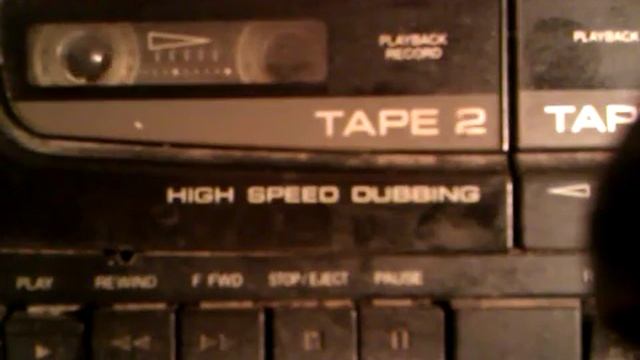 PLAYBACK
RECORD
PLAYBACK
TAPE 2
TAP
HIGH SPEED DUBBING
PLAY REWIND F FWD STOP/EJECT PAUSE